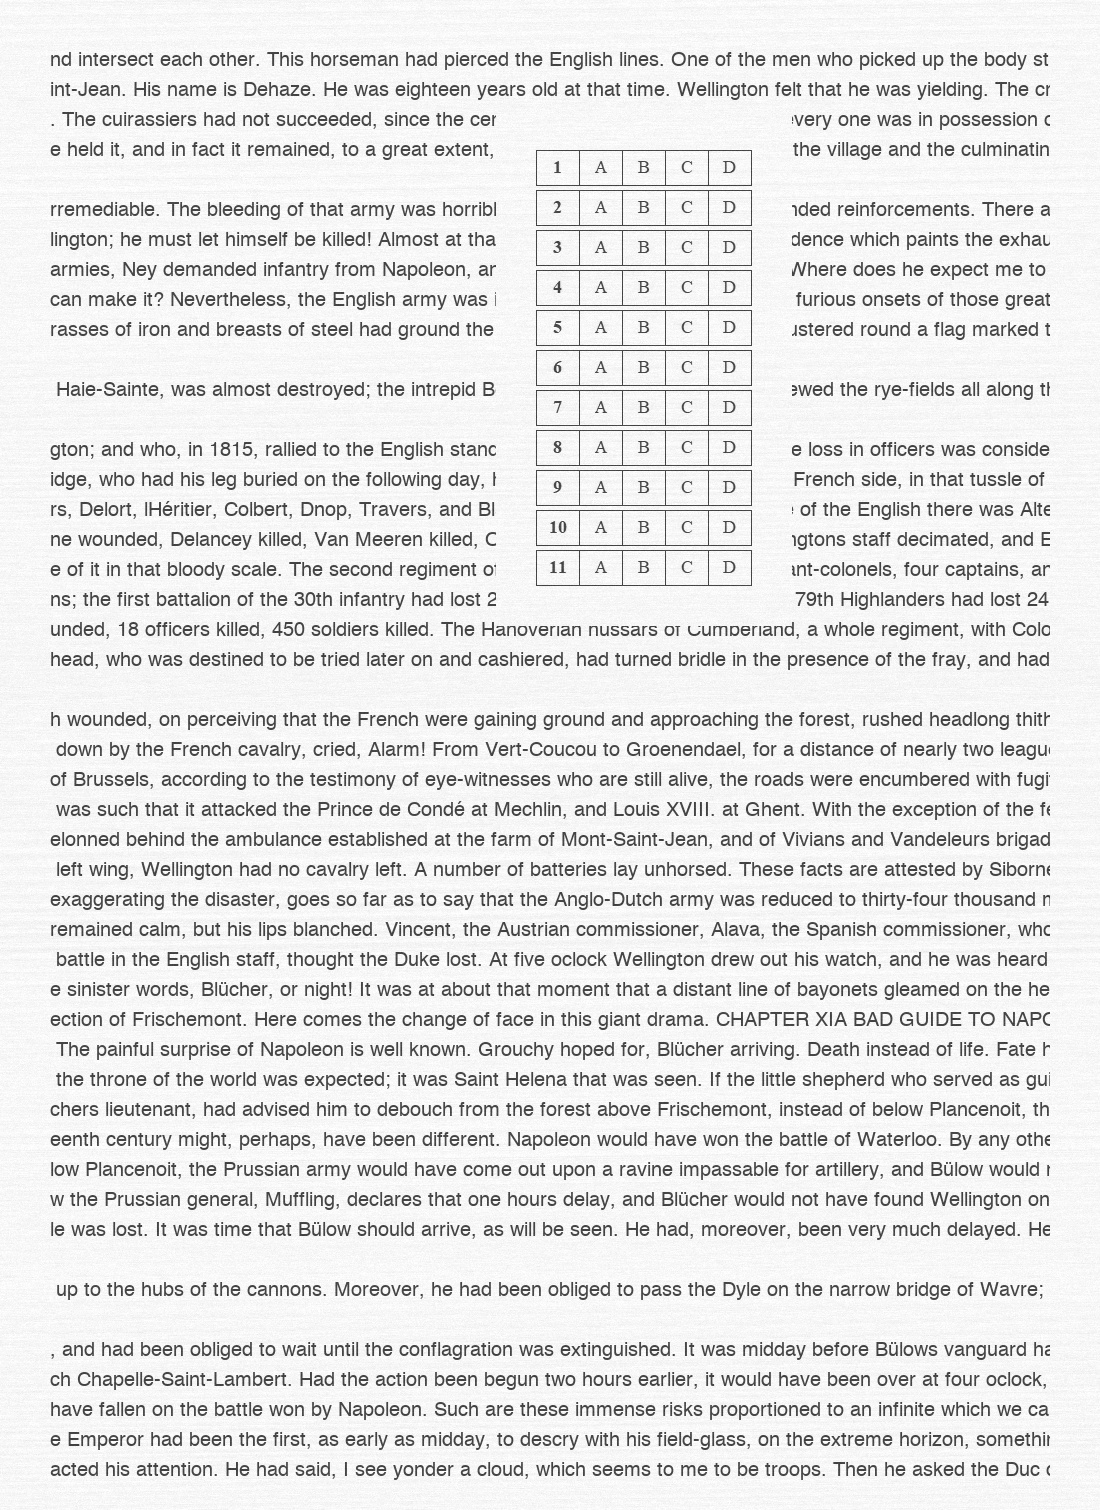 nd intersect each other. This horseman had pierced the English lines. One of the men who picked up the body st
int-Jean. His name is Dehaze. He was eighteen years old at that time. Wellington felt that he was yielding. The cr
. The cuirassiers had not succeeded, since the cer every one was in possession o
e held it, and in fact it remained, to a great extent, the village and the culminatin
rremediable. The bleeding of that army was horribl nded reinforcements. There a
lington; he must let himself be killed! Almost at tha dence which paints the exhau
armies, Ney demanded infantry from Napoleon, an Where does he expect me to
can make it? Nevertheless, the English army was i furious onsets of those great
rasses of iron and breasts of steel had ground the ustered round a flag marked t
Haie-Sainte, was almost destroyed; the intrepid B ewed the rye-fields all along th
gton; and who, in 1815, rallied to the English stand e loss in officers was conside
idge, who had his leg buried on the following day, h French side, in that tussle of
rs, Delort, lHéritier, Colbert, Dnop, Travers, and Bl of the English there was Alte
ne wounded, Delancey killed, Van Meeren killed, O ngtons staff decimated, and E
e of it in that bloody scale. The second regiment of ant-colonels, four captains, an
ns; the first battalion of the 30th infantry had lost 2 79th Highlanders had lost 24
1 A B C D
2 A B C D
3 A B C D
4 A B C D
5 A B C D
6 A B C D
7 A B C D
8 A B C D
9 A B C D
10 A B C D
11 A B C D
unded, 18 officers killed, 450 soldiers killed. The Hanoverian hussars of Cumberland, a whole regiment, with Colo
head, who was destined to be tried later on and cashiered, had turned bridle in the presence of the fray, and had
h wounded, on perceiving that the French were gaining ground and approaching the forest, rushed headlong thith
down by the French cavalry, cried, Alarm! From Vert-Coucou to Groenendael, for a distance of nearly two league
of Brussels, according to the testimony of eye-witnesses who are still alive, the roads were encumbered with fugi
was such that it attacked the Prince de Condé at Mechlin, and Louis XVIII. at Ghent. With the exception of the fe
elonned behind the ambulance established at the farm of Mont-Saint-Jean, and of Vivians and Vandeleurs brigad
left wing, Wellington had no cavalry left. A number of batteries lay unhorsed. These facts are attested by Siborne
exaggerating the disaster, goes so far as to say that the Anglo-Dutch army was reduced to thirty-four thousand m
remained calm, but his lips blanched. Vincent, the Austrian commissioner, Alava, the Spanish commissioner, who
battle in the English staff, thought the Duke lost. At five oclock Wellington drew out his watch, and he was heard
e sinister words, Blücher, or night! It was at about that moment that a distant line of bayonets gleamed on the he
ection of Frischemont. Here comes the change of face in this giant drama. CHAPTER XIA BAD GUIDE TO NAPO
The painful surprise of Napoleon is well known. Grouchy hoped for, Blücher arriving. Death instead of life. Fate h
the throne of the world was expected; it was Saint Helena that was seen. If the little shepherd who served as gui
chers lieutenant, had advised him to debouch from the forest above Frischemont, instead of below Plancenoit, th
eenth century might, perhaps, have been different. Napoleon would have won the battle of Waterloo. By any othe
low Plancenoit, the Prussian army would have come out upon a ravine impassable for artillery, and Bülow would n
w the Prussian general, Muffling, declares that one hours delay, and Blücher would not have found Wellington on
le was lost. It was time that Bülow should arrive, as will be seen. He had, moreover, been very much delayed. He
up to the hubs of the cannons. Moreover, he had been obliged to pass the Dyle on the narrow bridge of Wavre;
, and had been obliged to wait until the conflagration was extinguished. It was midday before Bülows vanguard ha
ch Chapelle-Saint-Lambert. Had the action been begun two hours earlier, it would have been over at four oclock,
have fallen on the battle won by Napoleon. Such are these immense risks proportioned to an infinite which we ca
e Emperor had been the first, as early as midday, to descry with his field-glass, on the extreme horizon, somethin
acted his attention. He had said, I see yonder a cloud, which seems to me to be troops. Then he asked the Duc d